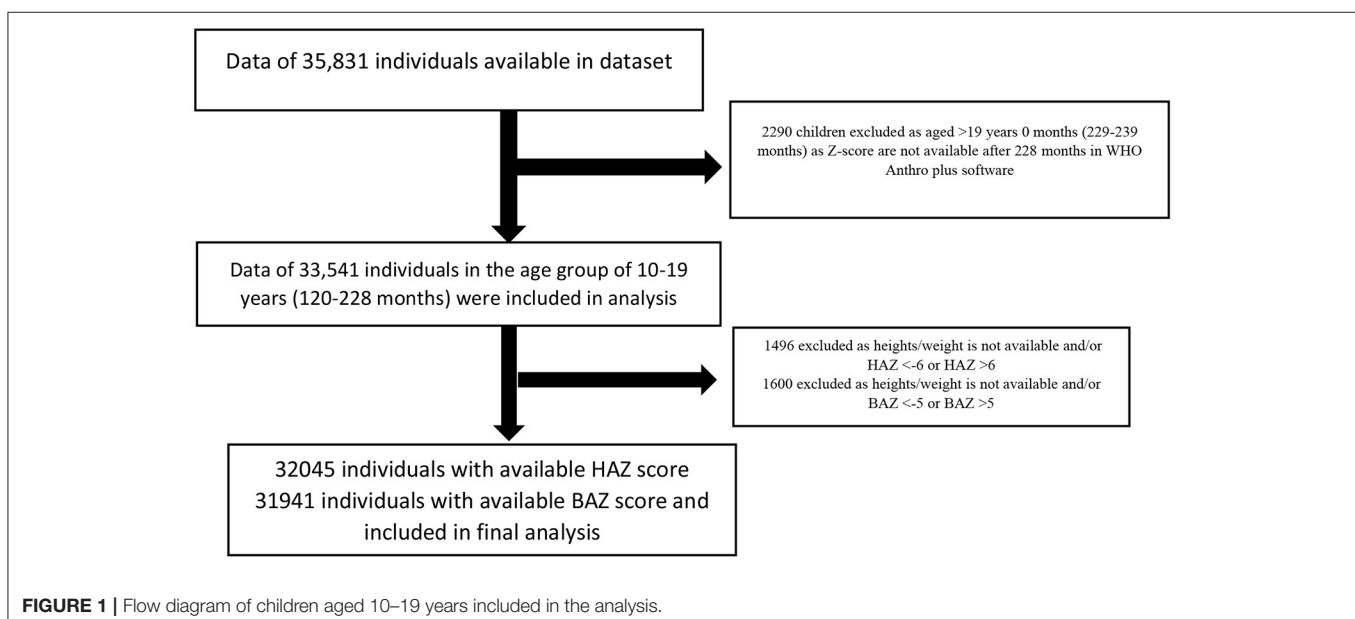 Data of 35,831 individuals available in dataset
2290 children excluded as aged >19 years 0 months (229-239
months) as Z-score are not available after 228 months in WHO
Anthro plus software
Data of 33,541 individuals in the age group of 10-19
years (120-228 months) were included in analysis
1496 excluded as heights/weight is not available and/or
HAZ <-6 or HAZ >6
1600 excluded as heights/weight is not available and/or
BAZ <-5 or BAZ >5
32045 individuals with available HAZ score
31941 individuals with available BAZ score and
included in final analysis
FIGURE 1 | Flow diagram of children aged 10–19 years included in the analysis.